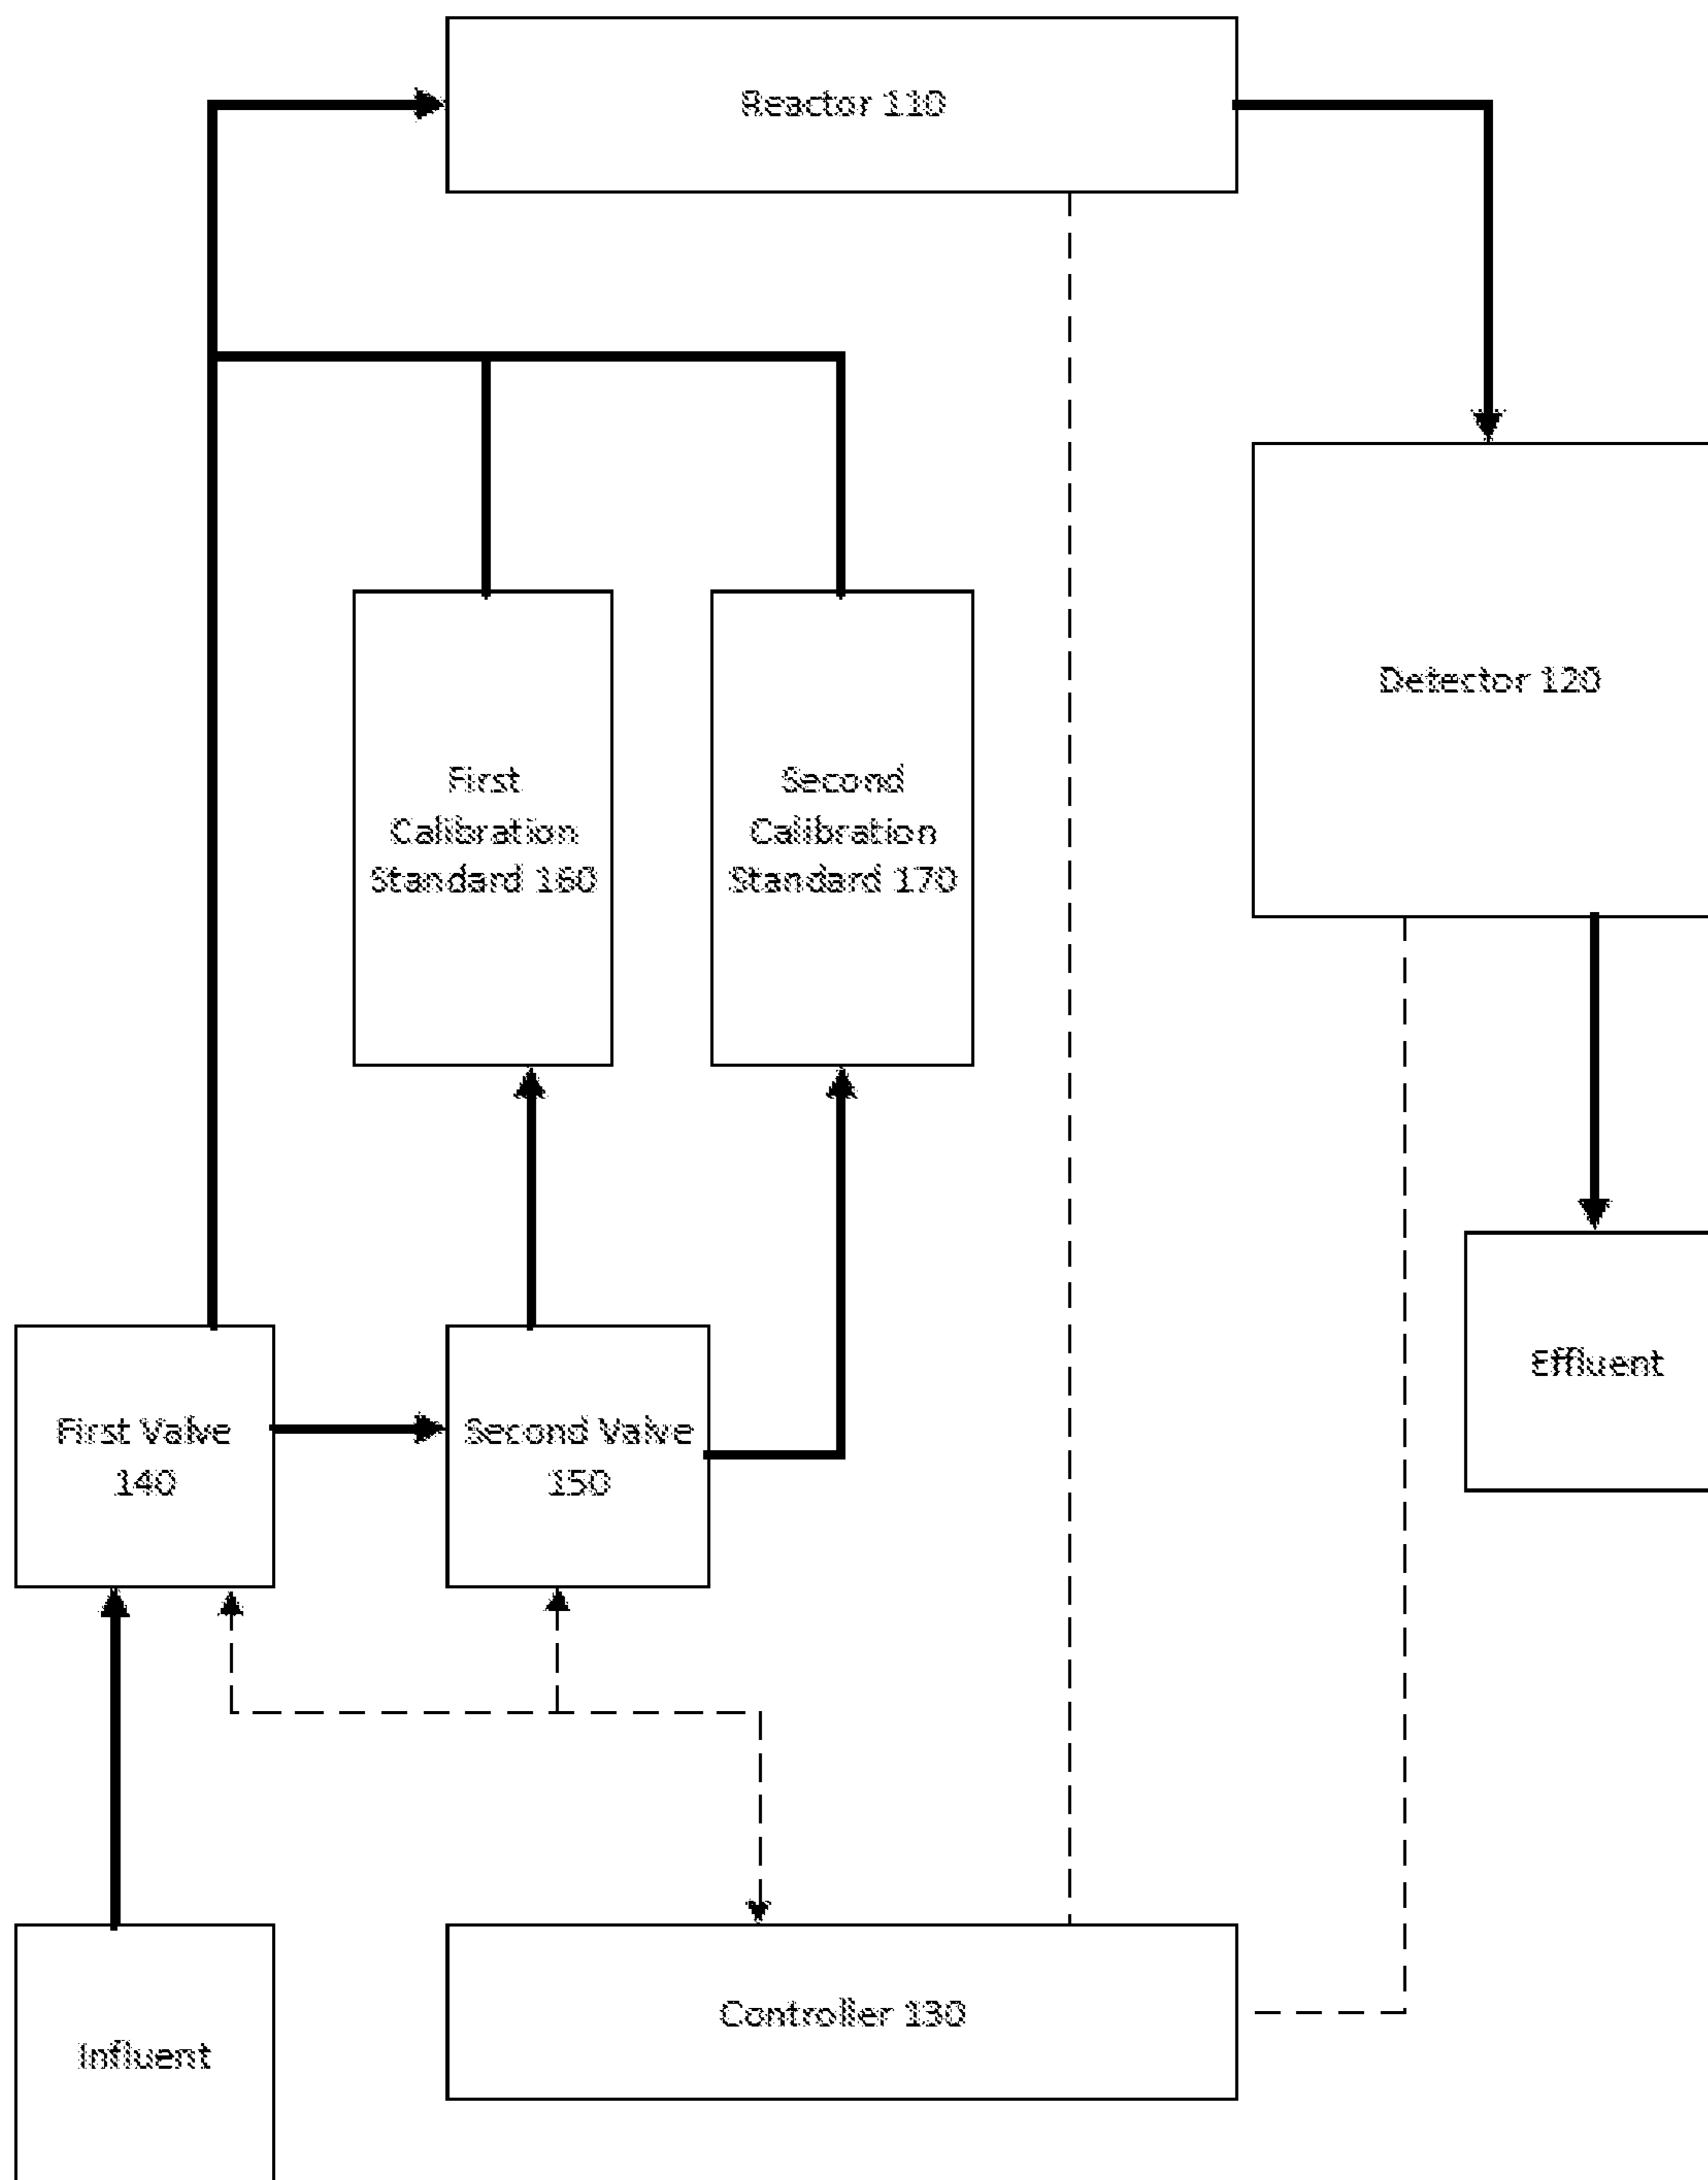 Reactor 110
Detector 120
First
Calibration
Standard 160
Second
Calibration
Standard 170
Effluent
First Valve
140
Second Valve
150
Controller 130
Influent